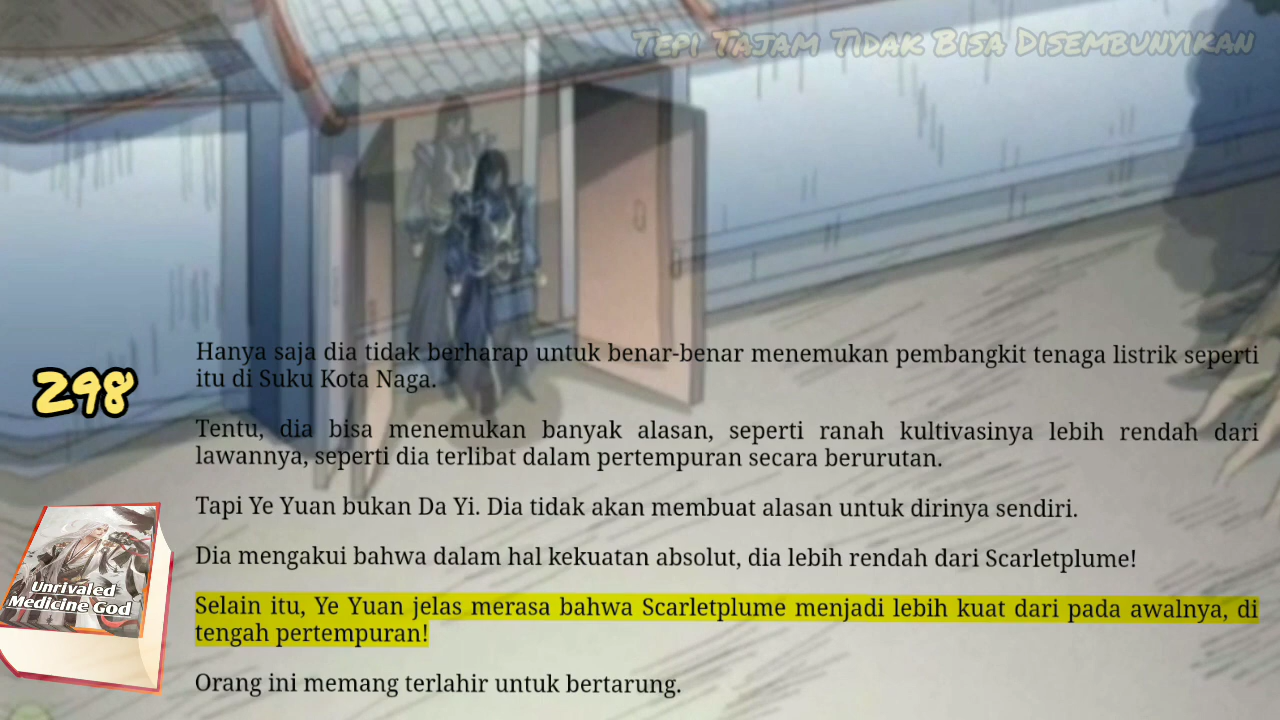 Tepi Tajam Tidak Bisa Disembunyikan
Hanya saja dia tidak berharap untuk benar-benar menemukan pembangkit tenaga listrik seperti
itu di Suku Kota Naga.
298
Tentu, dia bisa menemukan banyak alasan, seperti ranah kultivasinya lebih rendah dari
lawannya, seperti dia terlibat dalam pertempuran secara berurutan.
Tapi Ye Yuan bukan Da Yi. Dia tidak akan membuat alasan untuk dirinya sendiri.
Dia mengakui bahwa dalam hal kekuatan absolut, dia lebih rendah dari Scarletplume!
Unrivaled
Medicine God
Selain itu, Ye Yuan jelas merasa bahwa Scarletplume menjadi lebih kuat dari pada awalnya, di
tengah pertempuran!
Orang ini memang terlahir untuk bertarung.